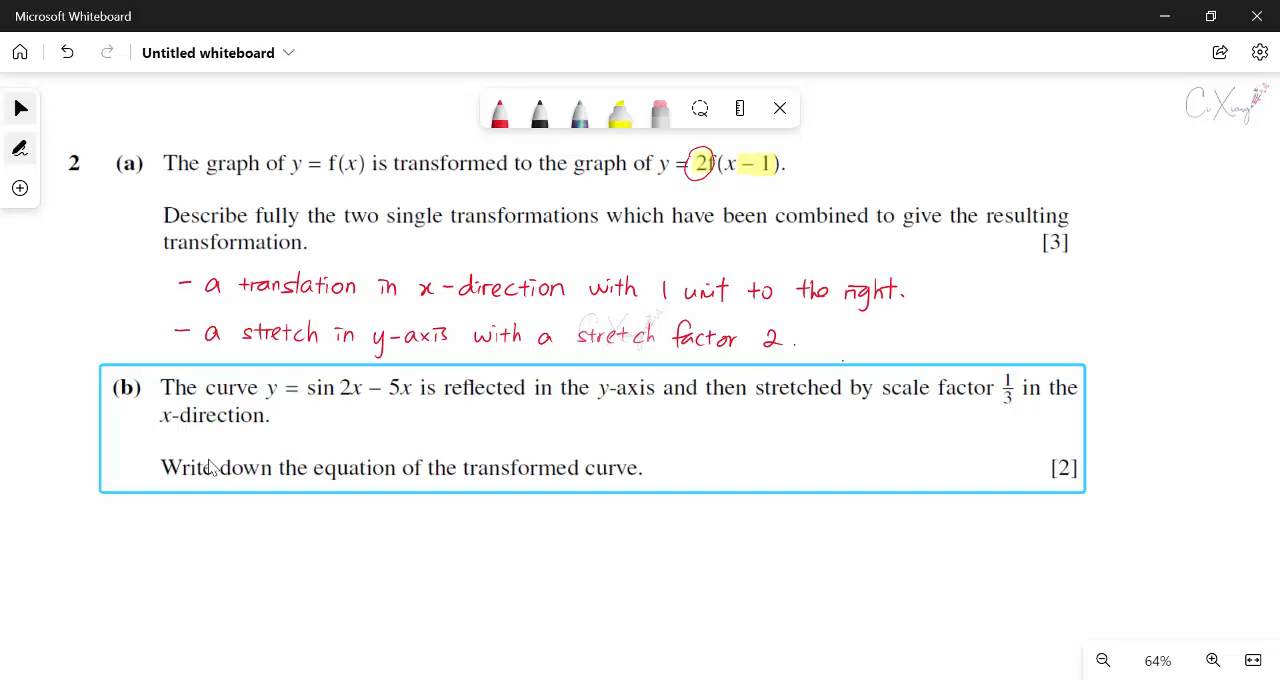 Microsoft Whiteboard
Untitled whiteboard
Ci Xiang
2 (a) The graph of y = f(x) is transformed to the graph of y = 2f(x − 1).
Describe fully the two single transformations which have been combined to give the resulting
transformation. [3]
- a translation in x-direction with 1 unit to the right.
- a stretch in y-axis with a stretch factor 2.
(b) The curve y = sin 2x − 5x is reflected in the y-axis and then stretched by scale factor 1/3 in the
x-direction.
Write down the equation of the transformed curve. [2]
64%